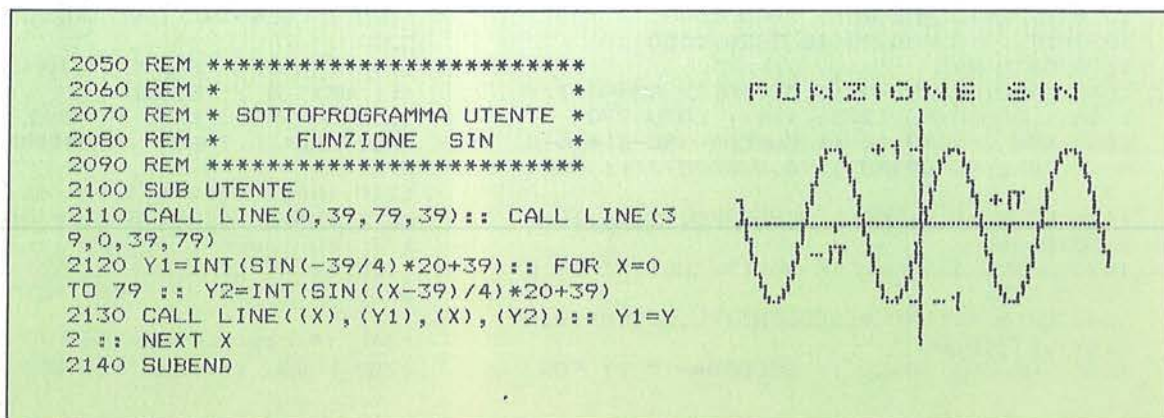 2050 REM *************************
2060 REM *                       *
2070 REM * SOTTOPROGRAMMA UTENTE *
2080 REM *     FUNZIONE  SIN     *
2090 REM *************************
2100 SUB UTENTE
2110 CALL LINE(0,39,79,39):: CALL LINE(3
9,0,39,79)
2120 Y1=INT(SIN(-39/4)*20+39):: FOR X=0
TO 79 :: Y2=INT(SIN((X-39)/4)*20+39)
2130 CALL LINE((X),(Y1),(X),(Y2)):: Y1=Y
2 :: NEXT X
2140 SUBEND
FUNZIONE SIN
+1
+π
-π
-1